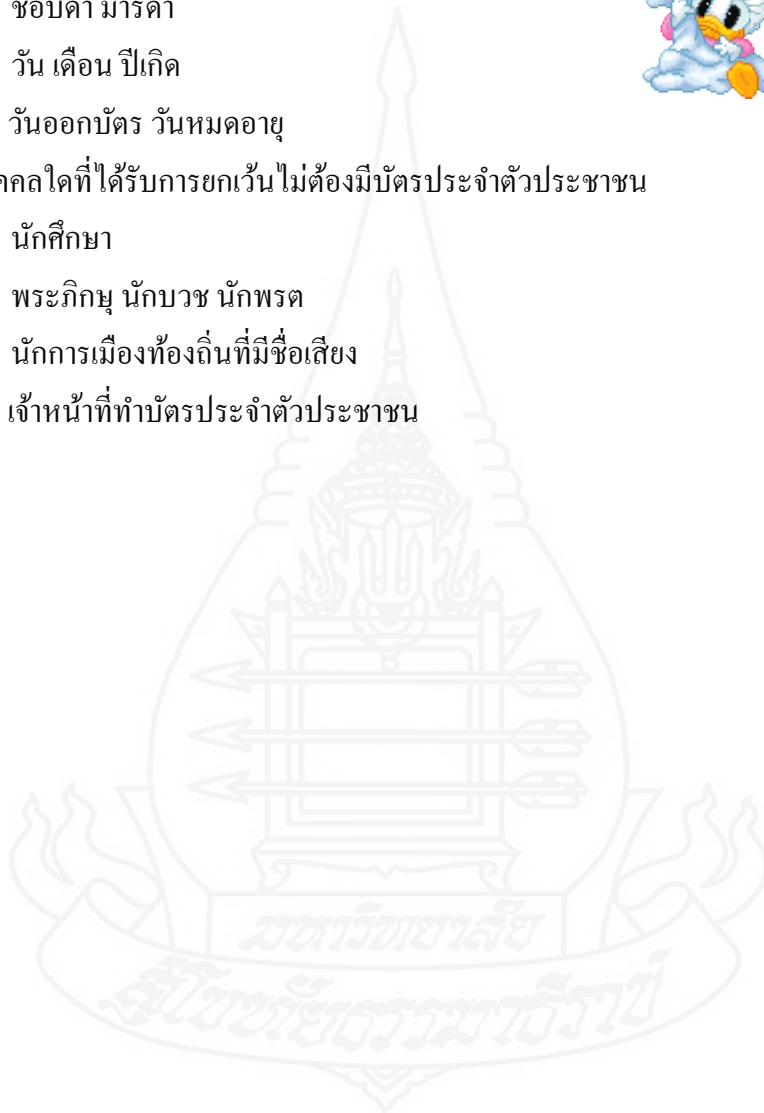 มารดา
วัน เดือน ปีเกิด
วันออกบัตร วันหมดอายุ
คคลใดที่ได้รับการยกเว้นไม่ต้องมีบัตรประจำตัวประชาชน
นักศึกษา
พระภิกษุ นักบวช นักพรต
นักการเมืองท้องถิ่นที่มีชื่อเสียง
เจ้าหน้าที่ทำบัตรประจำตัวประชาชน
มหาวิทยาลัย
สุโขทัยธรรมาธิราช